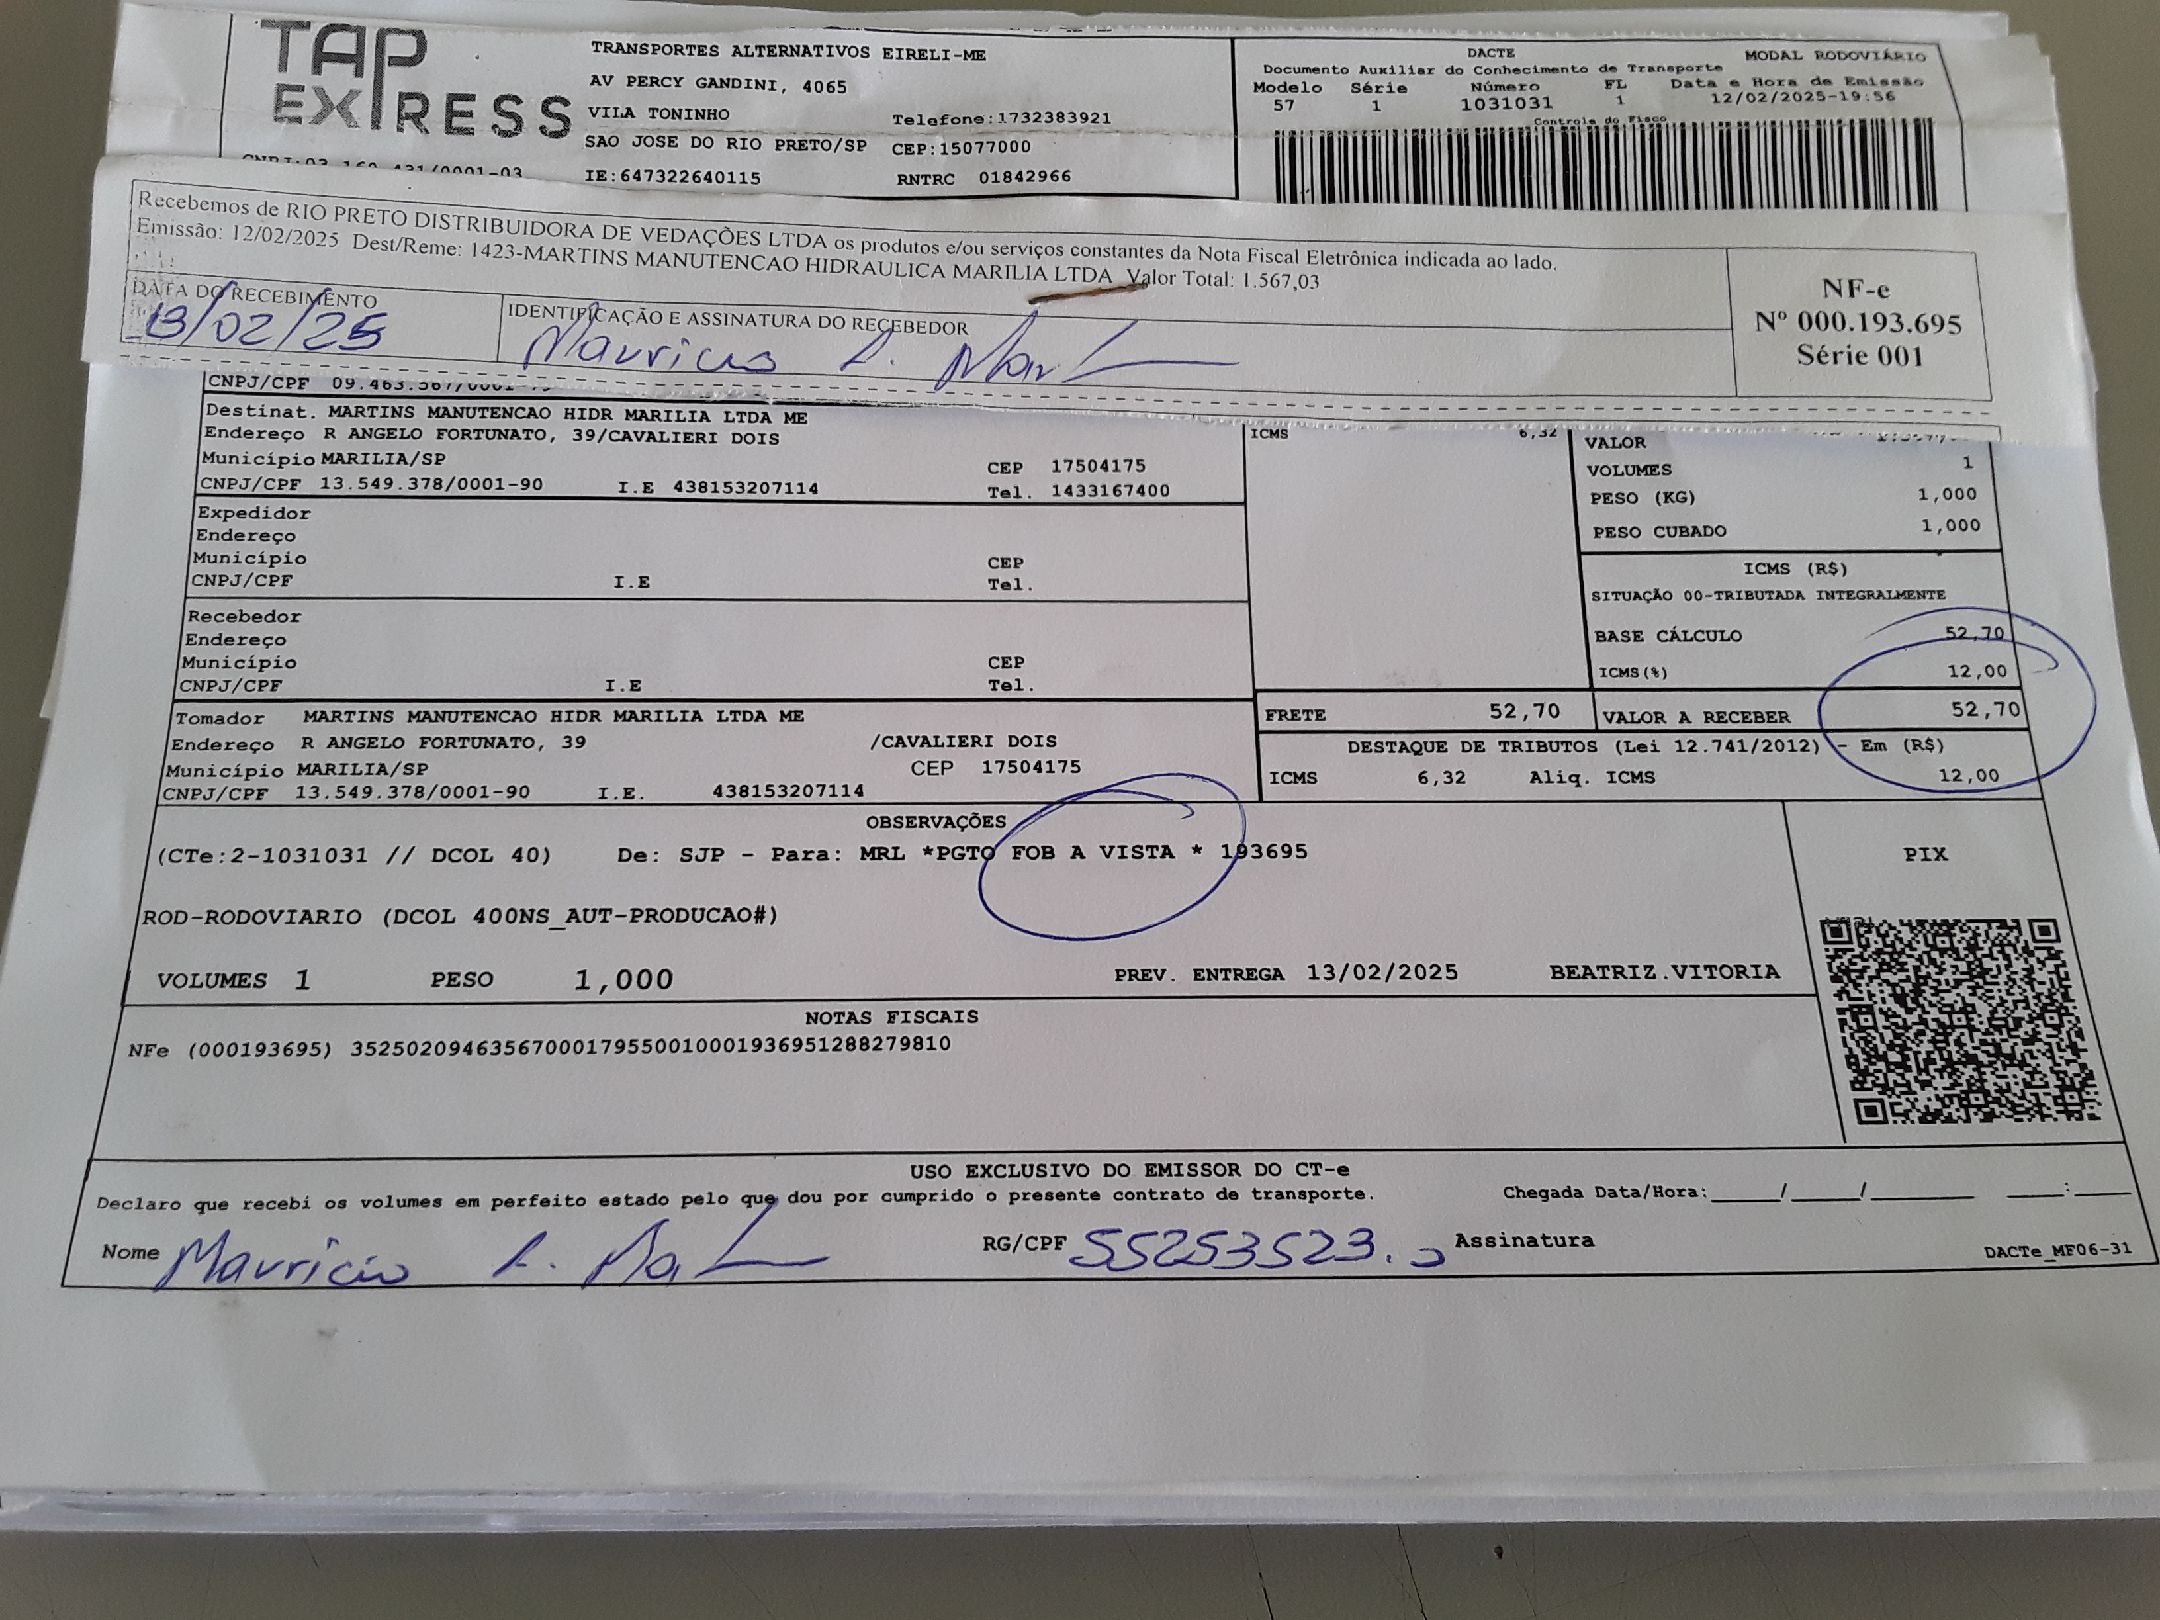 TAP EXPRESS
TRANSPORTES ALTERNATIVOS EIRELI-ME
AV PERCY GANDINI, 4065
VILA TONINHO Telefone:1732383921
SAO JOSE DO RIO PRETO/SP CEP:15077000
IE:647322640115 RNTRC 01842966
DACTE MODAL RODOVIÁRIO
Documento Auxiliar do Conhecimento de Transporte
Modelo Série Número FL Data e Hora de Emissão
57 1 1031031 1 12/02/2025-19:56
Controle do Fisco
Recebemos de RIO PRETO DISTRIBUIDORA DE VEDAÇÕES LTDA os produtos e/ou serviços constantes da Nota Fiscal Eletrônica indicada ao lado.
Emissão: 12/02/2025 Dest/Reme: 1423-MARTINS MANUTENCAO HIDRAULICA MARILIA LTDA Valor Total: 1.567,03
DATA DO RECEBIMENTO
13/02/25
IDENTIFICAÇÃO E ASSINATURA DO RECEBEDOR
Mauricio A.
NF-e
Nº 000.193.695
Série 001
CNPJ/CPF
Destinat. MARTINS MANUTENCAO HIDR MARILIA LTDA ME
Endereço R ANGELO FORTUNATO, 39/CAVALIERI DOIS
Município MARILIA/SP CEP 17504175
CNPJ/CPF 13.549.378/0001-90 I.E 438153207114 Tel. 1433167400
Expedidor
Endereço
Município CEP
CNPJ/CPF I.E Tel.
Recebedor
Endereço
Município CEP
CNPJ/CPF I.E Tel.
Tomador MARTINS MANUTENCAO HIDR MARILIA LTDA ME
Endereço R ANGELO FORTUNATO, 39 /CAVALIERI DOIS
Município MARILIA/SP CEP 17504175
CNPJ/CPF 13.549.378/0001-90 I.E. 438153207114
ICMS 6,32
VALOR
VOLUMES 1
PESO (KG) 1,000
PESO CUBADO 1,000
ICMS (R$)
SITUAÇÃO 00-TRIBUTADA INTEGRALMENTE
BASE CÁLCULO 52,70
ICMS(%) 12,00
FRETE 52,70 VALOR A RECEBER 52,70
DESTAQUE DE TRIBUTOS (Lei 12.741/2012) - Em (R$)
ICMS 6,32 Aliq. ICMS 12,00
OBSERVAÇÕES
(CTe:2-1031031 // DCOL 40) De: SJP - Para: MRL *PGTO FOB A VISTA * 193695
ROD-RODOVIARIO (DCOL 400NS_AUT-PRODUCAO#)
VOLUMES 1 PESO 1,000 PREV. ENTREGA 13/02/2025 BEATRIZ.VITORIA
PIX
NOTAS FISCAIS
NFe (000193695) 35250209463567000179550010001936951288279810
USO EXCLUSIVO DO EMISSOR DO CT-e
Declaro que recebi os volumes em perfeito estado pelo que dou por cumprido o presente contrato de transporte. Chegada Data/Hora:_____/_____/_________ _____:_____
Nome Mauricio A. RG/CPF 55253523. Assinatura
DACTe_MF06-31